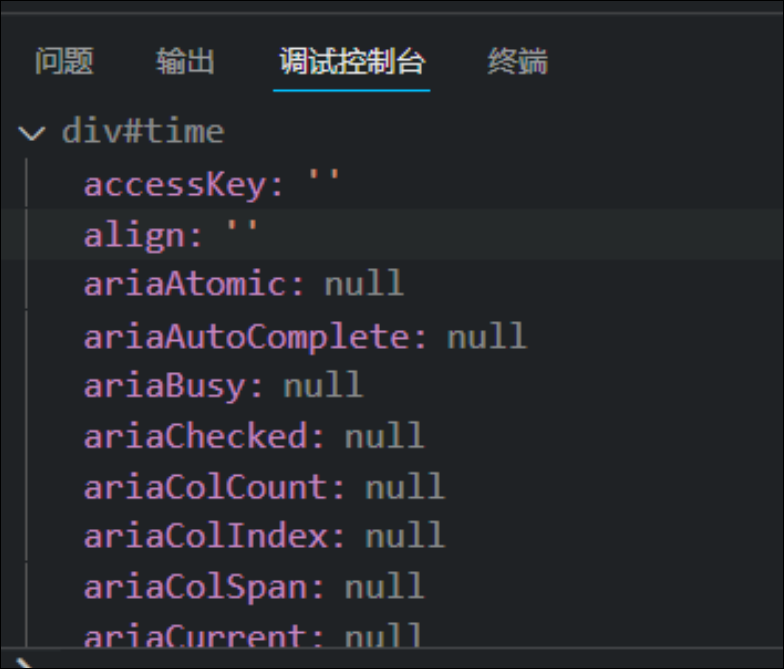 问题 输出 调试控制台 终端
div#time
accessKey: ''
align: ''
ariaAtomic: null
ariaAutoComplete: null
ariaBusy: null
ariaChecked: null
ariaColCount: null
ariaColIndex: null
ariaColSpan: null
ariaCurrent: null